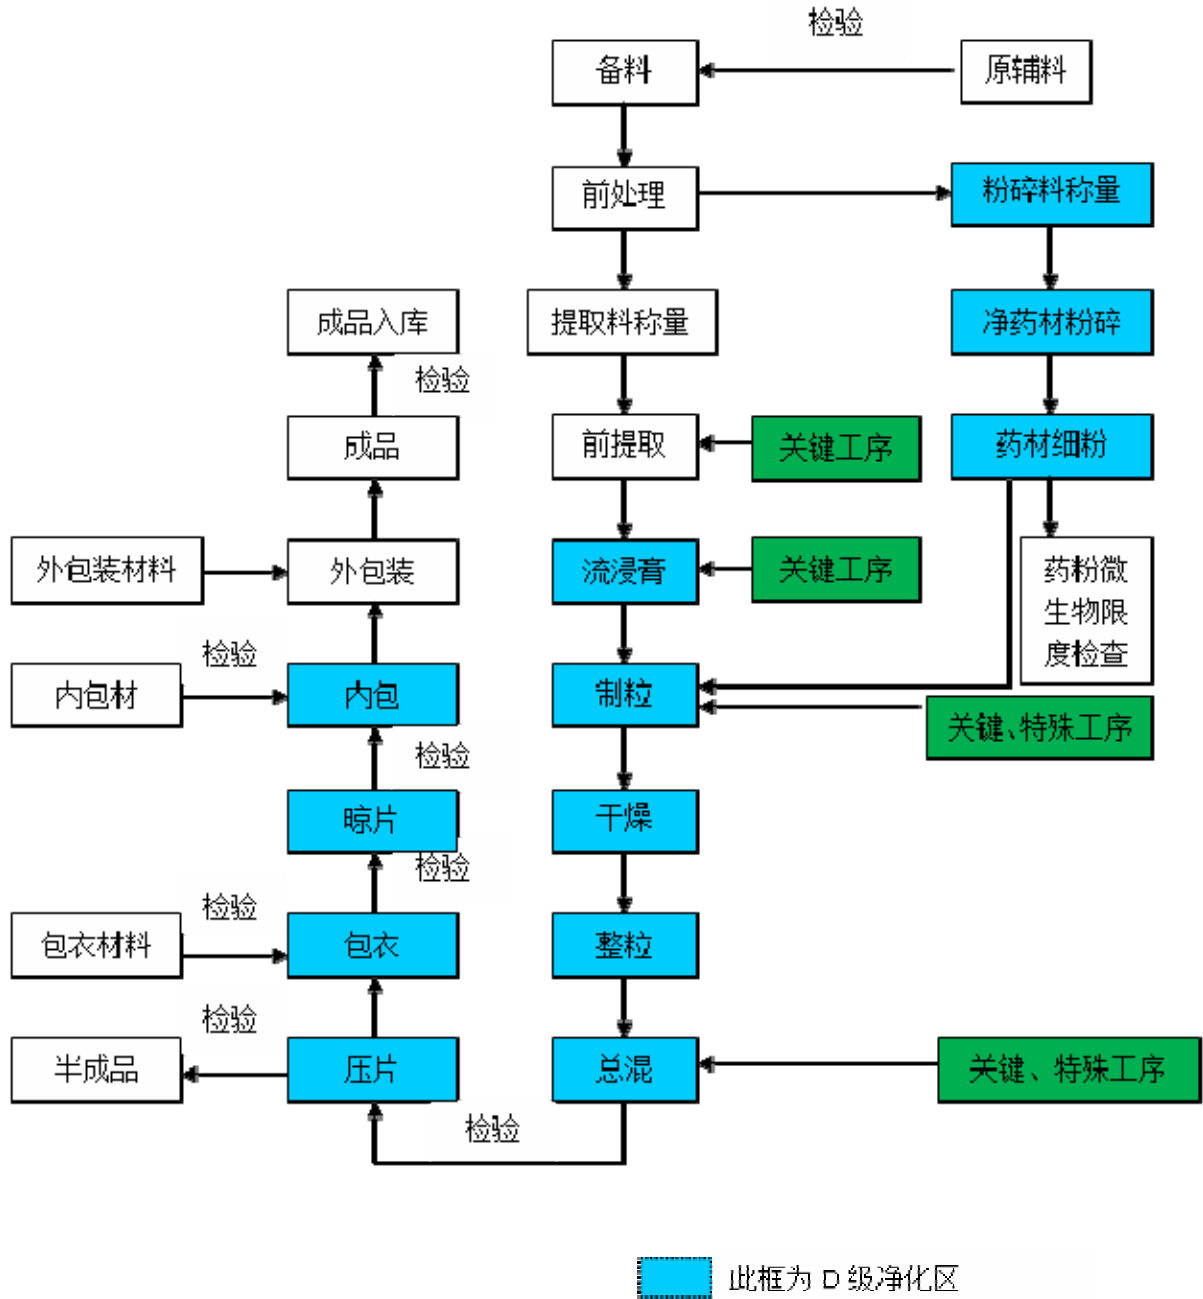 检验
备料
原辅料
前处理
粉碎料称量
成品入库
提取料称量
净药材粉碎
检验
成品
前提取
关键工序
药材细粉
外包装材料
外包装
流浸膏
关键工序
药粉微
生物限
度检查
检验
内包材
内包
制粒
关键、特殊工序
检验
晾片
干燥
检验
检验
包衣材料
包衣
整粒
检验
半成品
压片
总混
关键、特殊工序
检验
此框为 D 级净化区